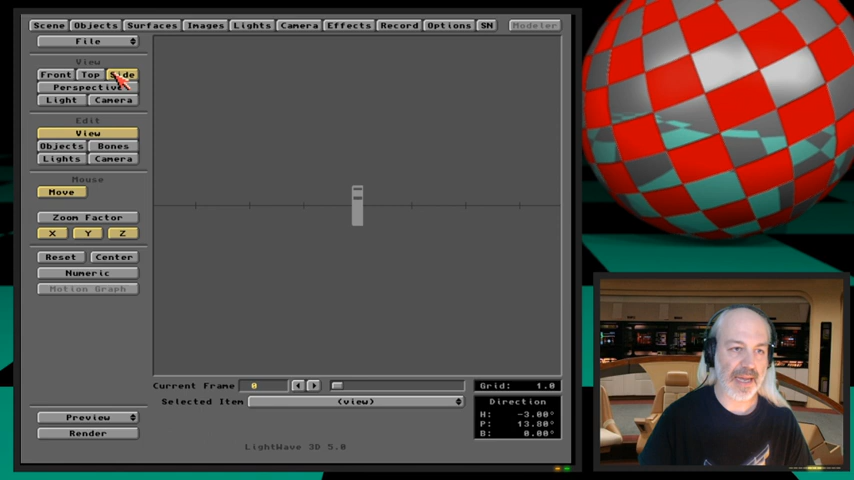 Scene Objects Surfaces Images Lights Camera Effects Record Options SN Modeler
File
View
Front Top Side
Perspective
Light Camera
Edit
View
Objects Bones
Lights Camera
Mouse
Move
Zoom Factor
X Y Z
Reset Center
Numeric
Motion Graph
Current Frame 0
Grid: 1.0
Selected Item (view)
Direction
H: -3.00°
P: 13.80°
B: 0.00°
Preview
Render
LightWave 3D 5.0